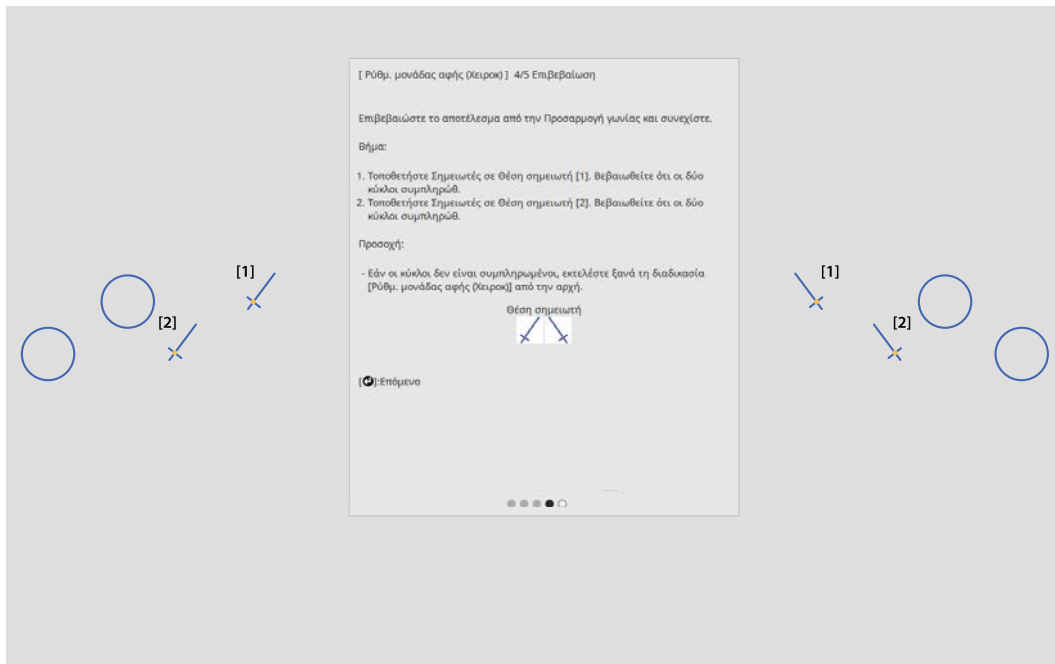 [ Ρύθμ. μονάδας αφής (Χειροκ) ] 4/5 Επιβεβαίωση
Επιβεβαιώστε το αποτέλεσμα από την Προσαρμογή γωνίας και συνεχίστε.
Βήμα:
1. Τοποθετήστε Σημειωτές σε Θέση σημειωτή [1]. Βεβαιωθείτε ότι οι δύο
κύκλοι συμπληρώθ.
2. Τοποθετήστε Σημειωτές σε Θέση σημειωτή [2]. Βεβαιωθείτε ότι οι δύο
κύκλοι συμπληρώθ.
Προσοχή:
- Εάν οι κύκλοι δεν είναι συμπληρωμένοι, εκτελέστε ξανά τη διαδικασία
[Ρύθμ. μονάδας αφής (Χειροκ)] από την αρχή.
[1]
[1]
Θέση σημειωτή
[2]
[2]
[ ]:Επόμενο